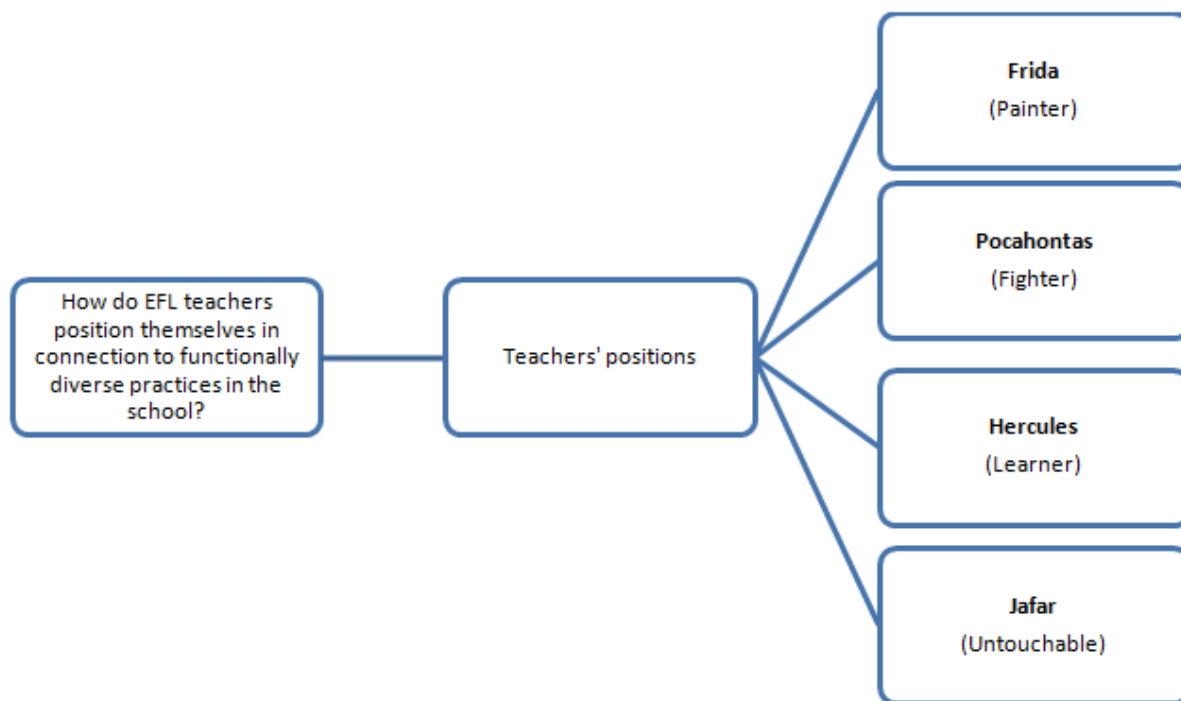 How do EFL teachers
position themselves in
connection to functionally
diverse practices in the
school?
Teachers' positions
Frida
(Painter)
Pocahontas
(Fighter)
Hercules
(Learner)
Jafar
(Untouchable)